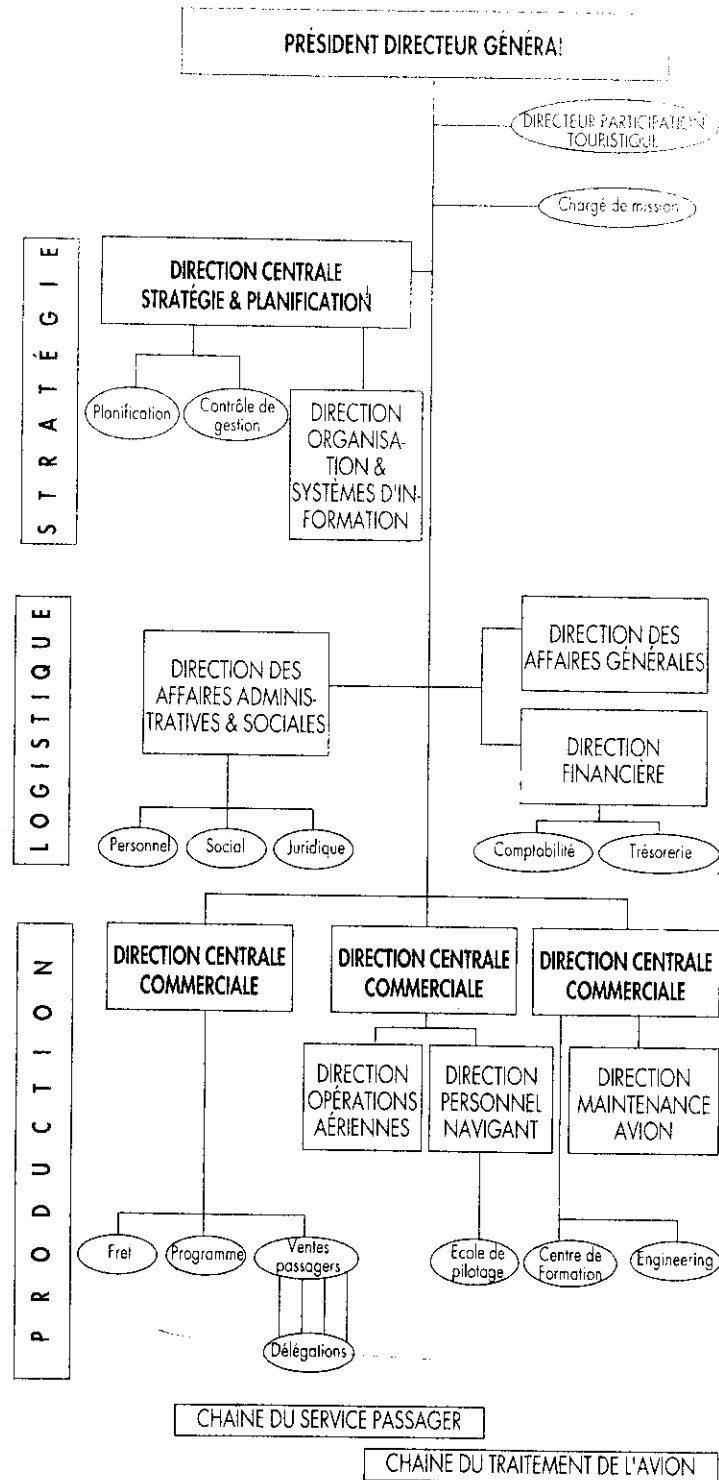 PRÉSIDENT DIRECTEUR GÉNÉRAL
DIRECTEUR PARTICIPATION
TOURISTIQUE
Chargé de mission
STRATÉGIE
DIRECTION CENTRALE
STRATÉGIE & PLANIFICATION
Planification
Contrôle de
gestion
DIRECTION
ORGANISA-
TION &
SYSTÈMES D'IN-
FORMATION
LOGISTIQUE
DIRECTION DES
AFFAIRES ADMINIS-
TRATIVES & SOCIALES
DIRECTION DES
AFFAIRES GÉNÉRALES
DIRECTION
FINANCIÈRE
Personnel
Social
Juridique
Comptabilité
Trésorerie
PRODUCTION
DIRECTION CENTRALE
COMMERCIALE
DIRECTION CENTRALE
COMMERCIALE
DIRECTION CENTRALE
COMMERCIALE
DIRECTION
OPÉRATIONS
AÉRIENNES
DIRECTION
PERSONNEL
NAVIGANT
DIRECTION
MAINTENANCE
AVION
Fret
Programme
Ventes
passagers
Ecole de
pilotage
Centre de
Formation
Engineering
Délégations
CHAINE DU SERVICE PASSAGER
CHAINE DU TRAITEMENT DE L'AVION